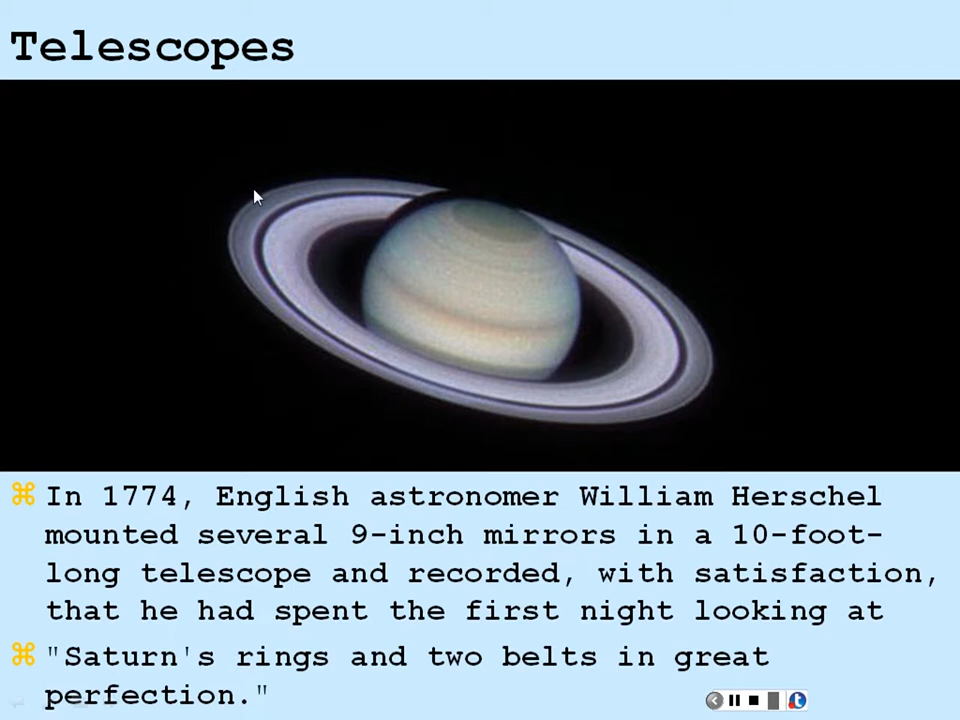 Telescopes
In 1774, English astronomer William Herschel
mounted several 9-inch mirrors in a 10-foot-
long telescope and recorded, with satisfaction,
that he had spent the first night looking at
"Saturn's rings and two belts in great
perfection."